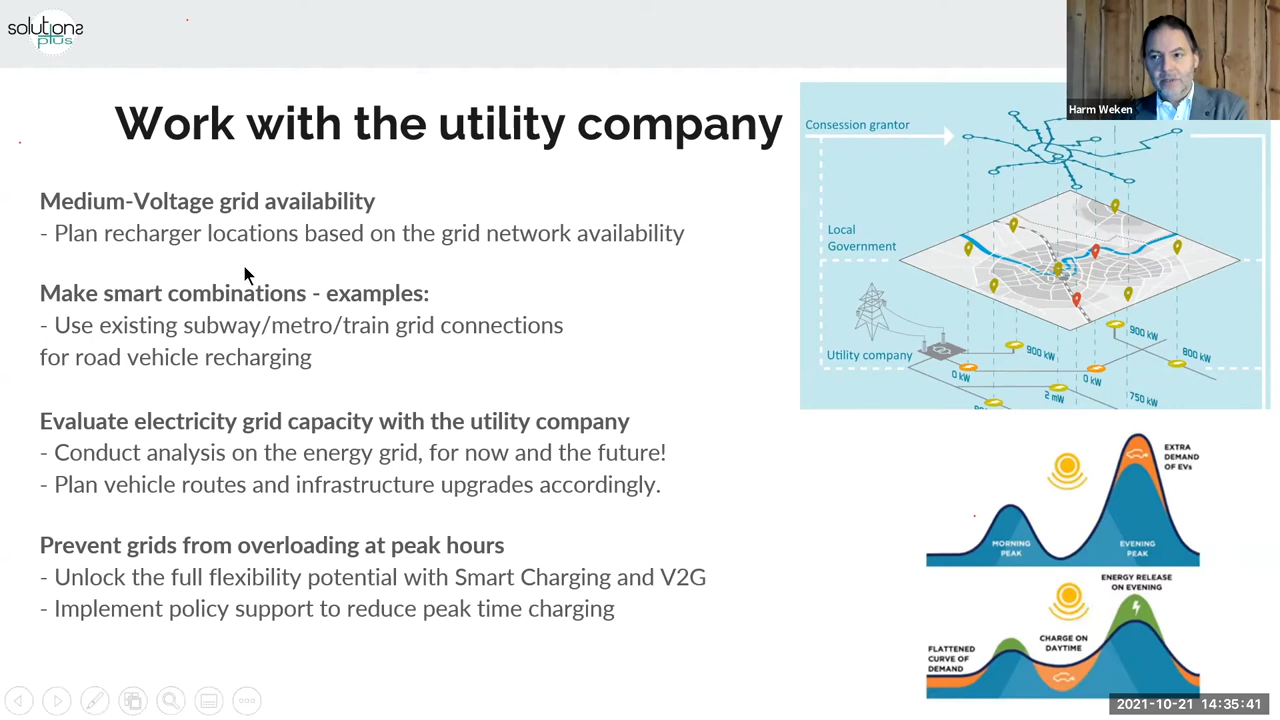 solutions
plus
Harm Weken
Work with the utility company
Medium-Voltage grid availability
- Plan recharger locations based on the grid network availability
Make smart combinations - examples:
- Use existing subway/metro/train grid connections
for road vehicle recharging
Evaluate electricity grid capacity with the utility company
- Conduct analysis on the energy grid, for now and the future!
- Plan vehicle routes and infrastructure upgrades accordingly.
Prevent grids from overloading at peak hours
- Unlock the full flexibility potential with Smart Charging and V2G
- Implement policy support to reduce peak time charging
Consession grantor
Local
Government
Utility company
900 kW
900 kW
800 kW
0 kW
0 kW
2 mW
750 kW
EXTRA
DEMAND
OF EVs
MORNING
PEAK
EVENING
PEAK
ENERGY RELEASE
ON EVENING
CHARGE ON
DAYTIME
FLATTENED
CURVE OF
DEMAND
2021-10-21 14:35:41